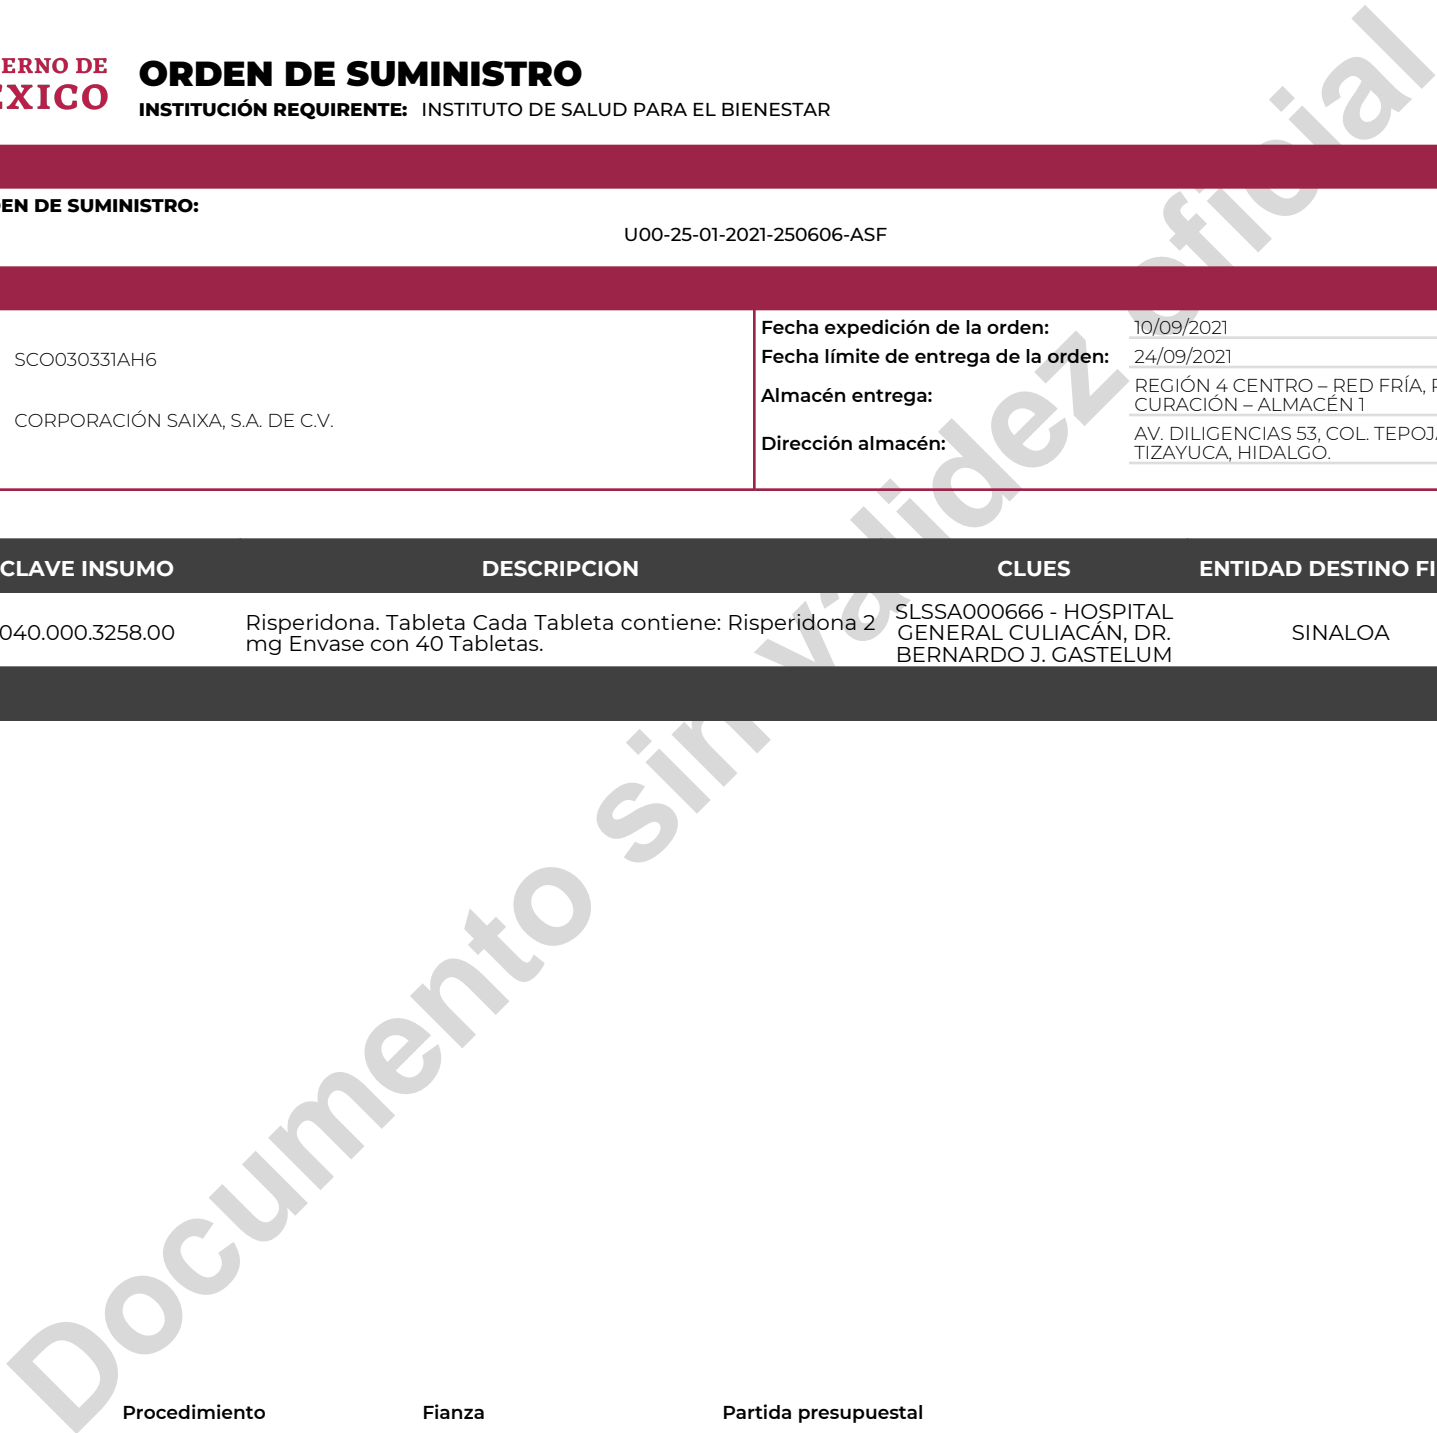 ERNO DE
EXICO
ORDEN DE SUMINISTRO
INSTITUCIÓN REQUIRENTE: INSTITUTO DE SALUD PARA EL BIENESTAR
EN DE SUMINISTRO:
U00-25-01-2021-250606-ASF
SCO030331AH6
CORPORACIÓN SAIXA, S.A. DE C.V.
Fecha expedición de la orden: 10/09/2021
Fecha límite de entrega de la orden: 24/09/2021
Almacén entrega: REGIÓN 4 CENTRO – RED FRÍA,
CURACIÓN – ALMACÉN 1
Dirección almacén: AV. DILIGENCIAS 53, COL. TEPOJA
TIZAYUCA, HIDALGO.
CLAVE INSUMO DESCRIPCION CLUES ENTIDAD DESTINO FI
040.000.3258.00
Risperidona. Tableta Cada Tableta contiene: Risperidona 2
mg Envase con 40 Tabletas.
SLSSA000666 - HOSPITAL
GENERAL CULIACÁN, DR.
BERNARDO J. GASTELUM
SINALOA
Documento sin validez oficial
Procedimiento Fianza Partida presupuestal